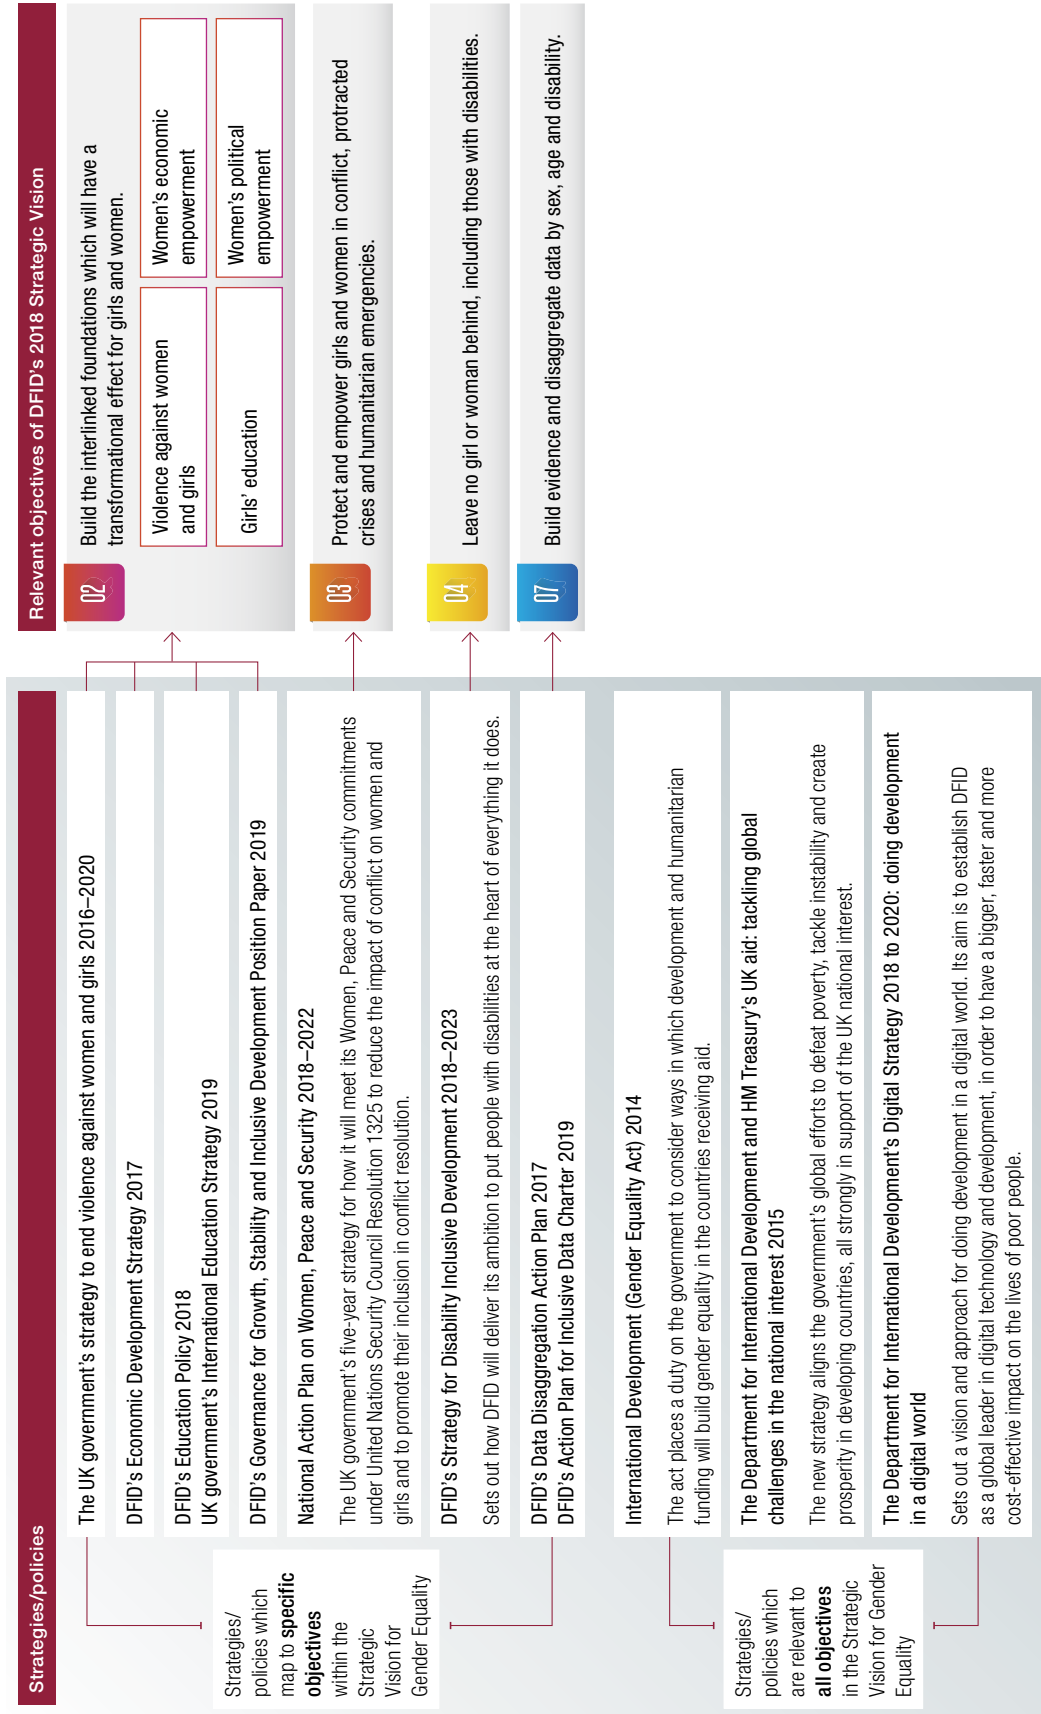 Strategies/policies
Relevant objectives of DFID's 2018 Strategic Vision
Strategies/
policies which
map to specific
objectives
within the
Strategic
Vision for
Gender Equality
The UK government's strategy to end violence against women and girls 2016–2020
DFID's Economic Development Strategy 2017
DFID's Education Policy 2018
UK government's International Education Strategy 2019
DFID's Governance for Growth, Stability and Inclusive Development Position Paper 2019
02
Build the interlinked foundations which will have a
transformational effect for girls and women.
Violence against women
and girls
Women's economic
empowerment
Girls' education
Women's political
empowerment
National Action Plan on Women, Peace and Security 2018–2022
The UK government's five-year strategy for how it will meet its Women, Peace and Security commitments
under United Nations Security Council Resolution 1325 to reduce the impact of conflict on women and
girls and to promote their inclusion in conflict resolution.
03
Protect and empower girls and women in conflict, protracted
crises and humanitarian emergencies.
DFID's Strategy for Disability Inclusive Development 2018–2023
Sets out how DFID will deliver its ambition to put people with disabilities at the heart of everything it does.
04
Leave no girl or woman behind, including those with disabilities.
DFID's Data Disaggregation Action Plan 2017
DFID's Action Plan for Inclusive Data Charter 2019
07
Build evidence and disaggregate data by sex, age and disability.
Strategies/
policies which
are relevant to
all objectives
in the Strategic
Vision for Gender
Equality
International Development (Gender Equality Act) 2014
The act places a duty on the government to consider ways in which development and humanitarian
funding will build gender equality in the countries receiving aid.
The Department for International Development and HM Treasury's UK aid: tackling global
challenges in the national interest 2015
The new strategy aligns the government's global efforts to defeat poverty, tackle instability and create
prosperity in developing countries, all strongly in support of the UK national interest.
The Department for International Development's Digital Strategy 2018 to 2020: doing development
in a digital world
Sets out a vision and approach for doing development in a digital world. Its aim is to establish DFID
as a global leader in digital technology and development, in order to have a bigger, faster and more
cost-effective impact on the lives of poor people.